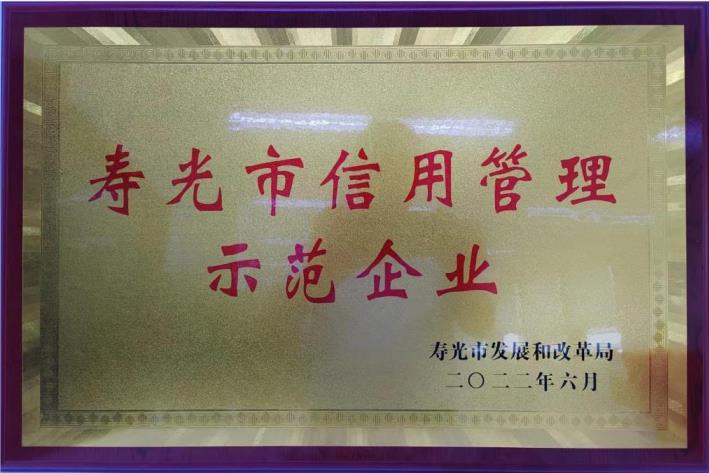 寿光市信用管理
示范企业
寿光市发展和改革局
二〇二二年六月